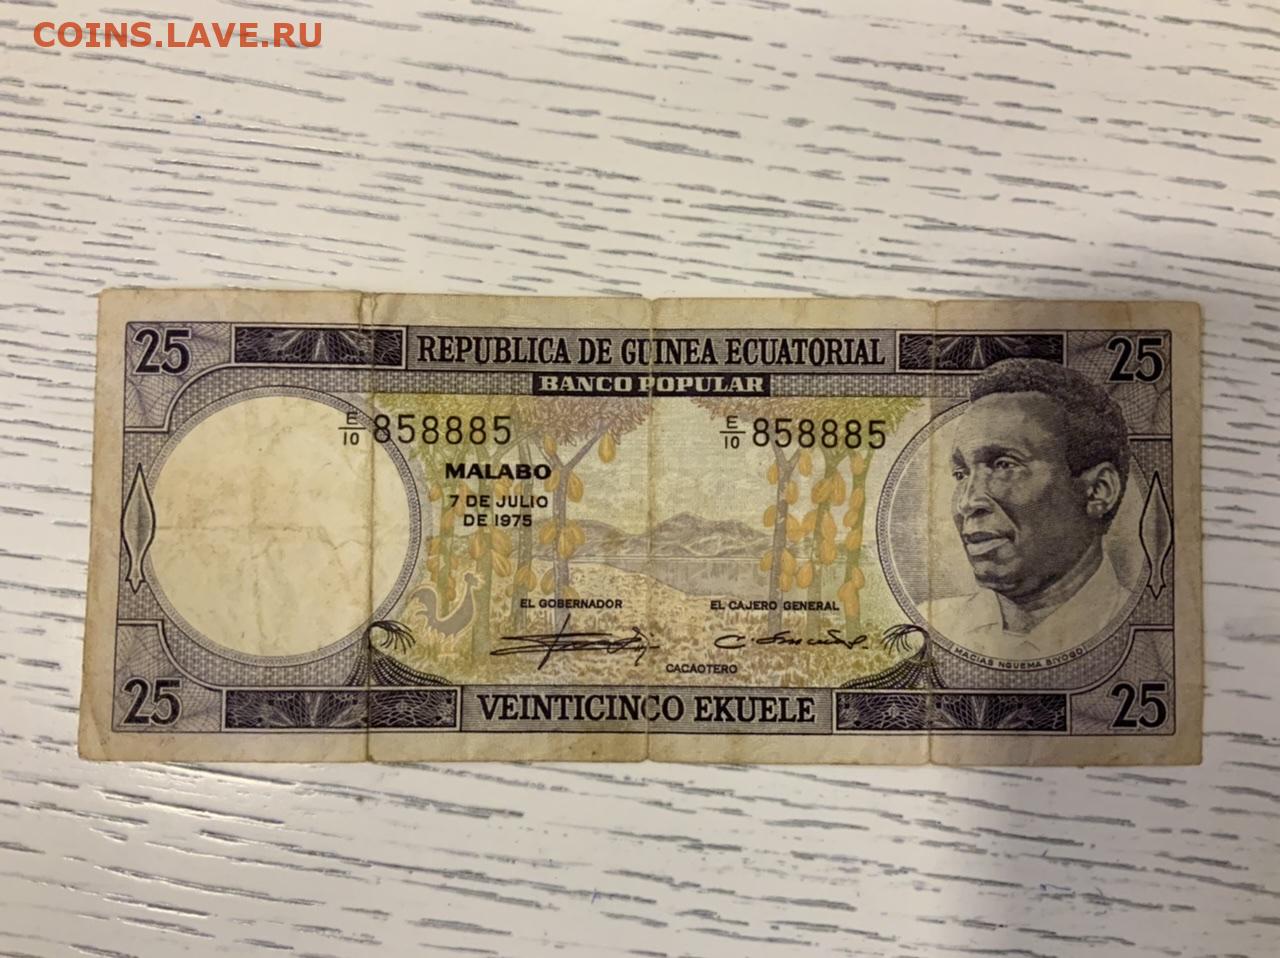 COINS.LAVE.RU
25 REPUBLICA DE GUINEA ECUATORIAL 25
BANCO POPULAR
E/10 858885 E/10 858885
MALABO
7 DE JULIO
DE 1975
EL GOBERNADOR EL CAJERO GENERAL
MACIAS NGUEMA BIYOGO
CACAOTERO
25 VEINTICINCO EKUELE 25